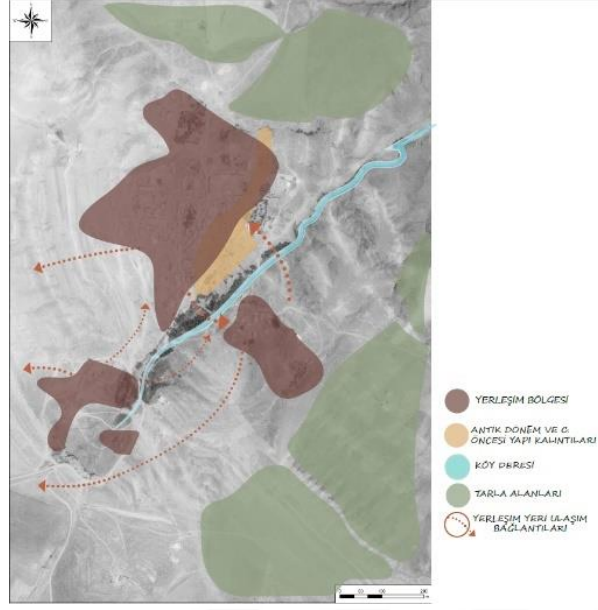 YERLEŞİM BÖLGESİ
ANTİK DÖNEM VE C.
ÖNCESİ YAPI KALINTILARI
KÖY DERESİ
TARLA ALANLARI
YERLEŞİM YERİ ULAŞIM
BAĞLANTILARI